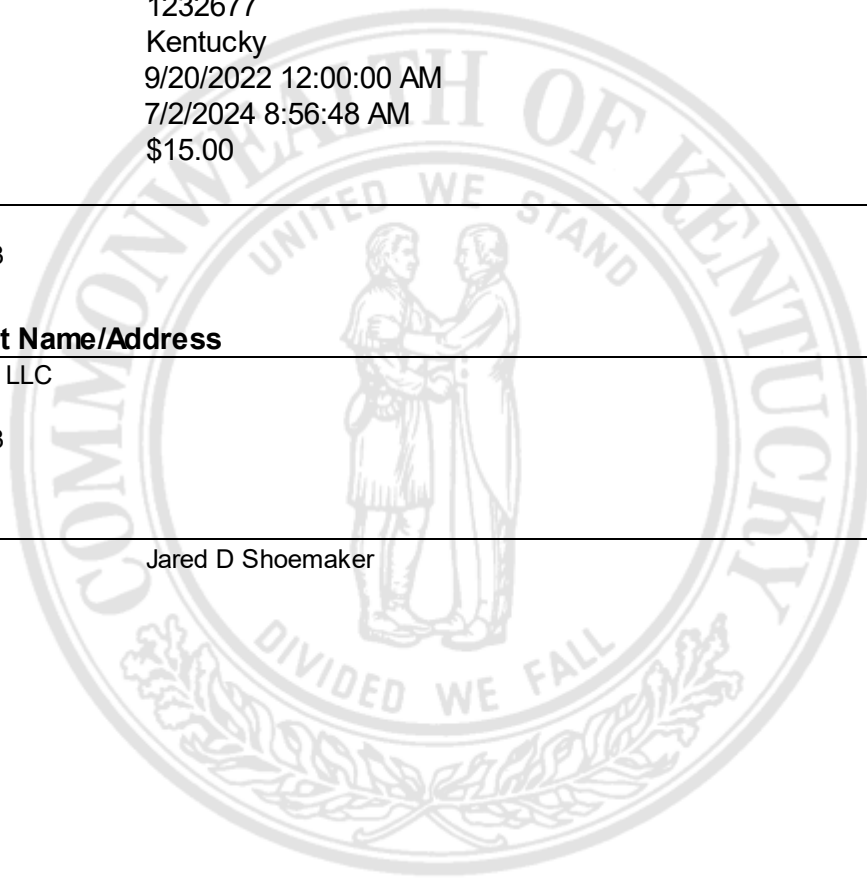 1232677
Kentucky
9/20/2022 12:00:00 AM
7/2/2024 8:56:48 AM
$15.00
3
t Name/Address
LLC
3
Jared D Shoemaker
COMMONWEALTH OF KENTUCKY
UNITED WE STAND
DIVIDED WE FALL